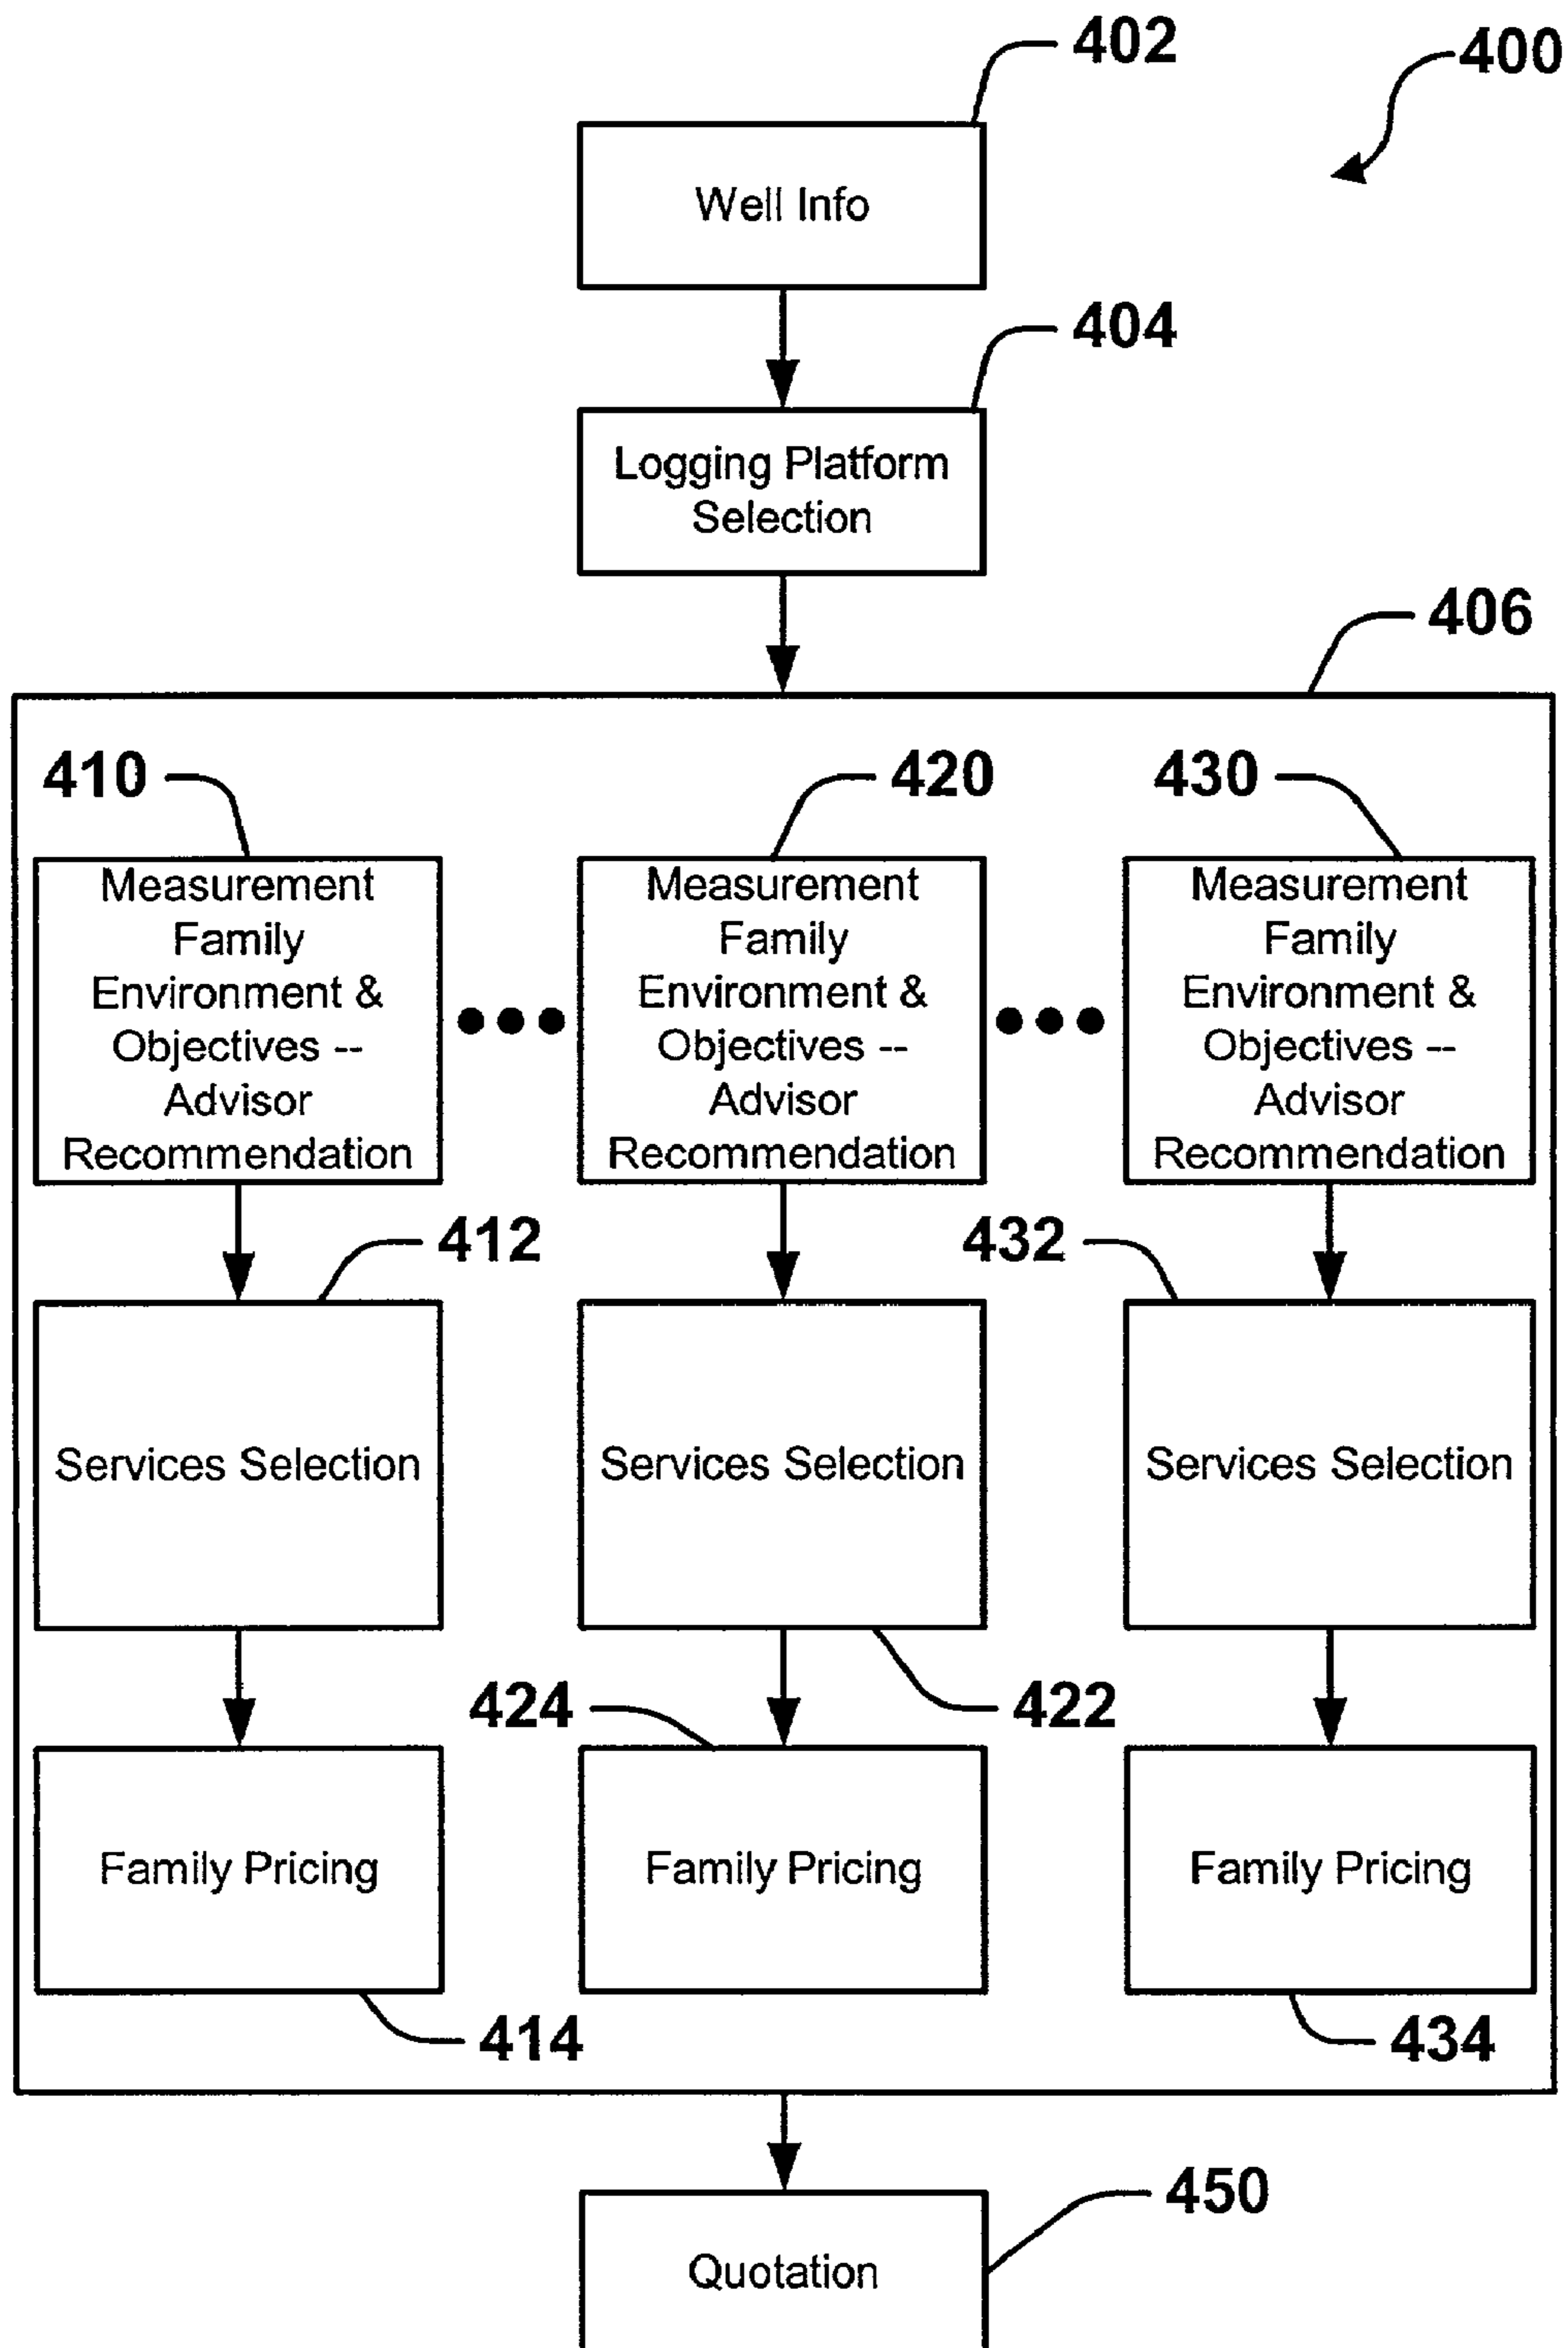 402
400
Well Info
404
Logging Platform
Selection
406
410
420
430
Measurement
Family
Environment &
Objectives --
Advisor
Recommendation
Measurement
Family
Environment &
Objectives --
Advisor
Recommendation
Measurement
Family
Environment &
Objectives --
Advisor
Recommendation
412
432
Services Selection
Services Selection
Services Selection
424
422
Family Pricing
Family Pricing
Family Pricing
414
434
450
Quotation